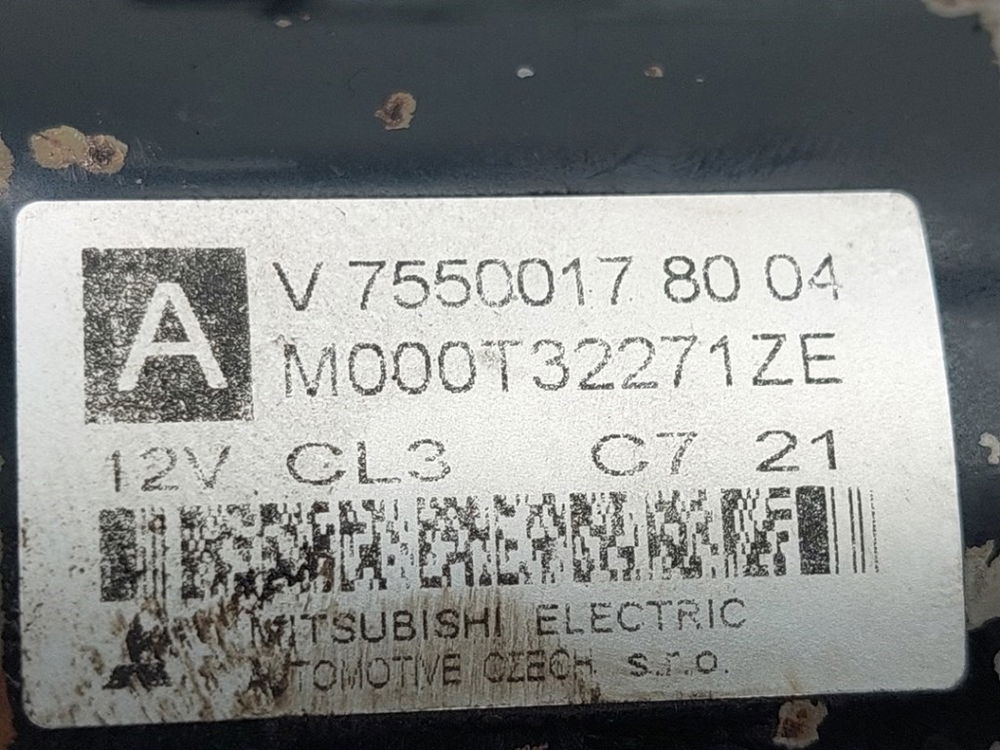 A
V 7550017 80 04
M000T32271ZE
12V CL3 C7 21
MITSUBISHI ELECTRIC
AUTOMOTIVE CZECH s.r.o.